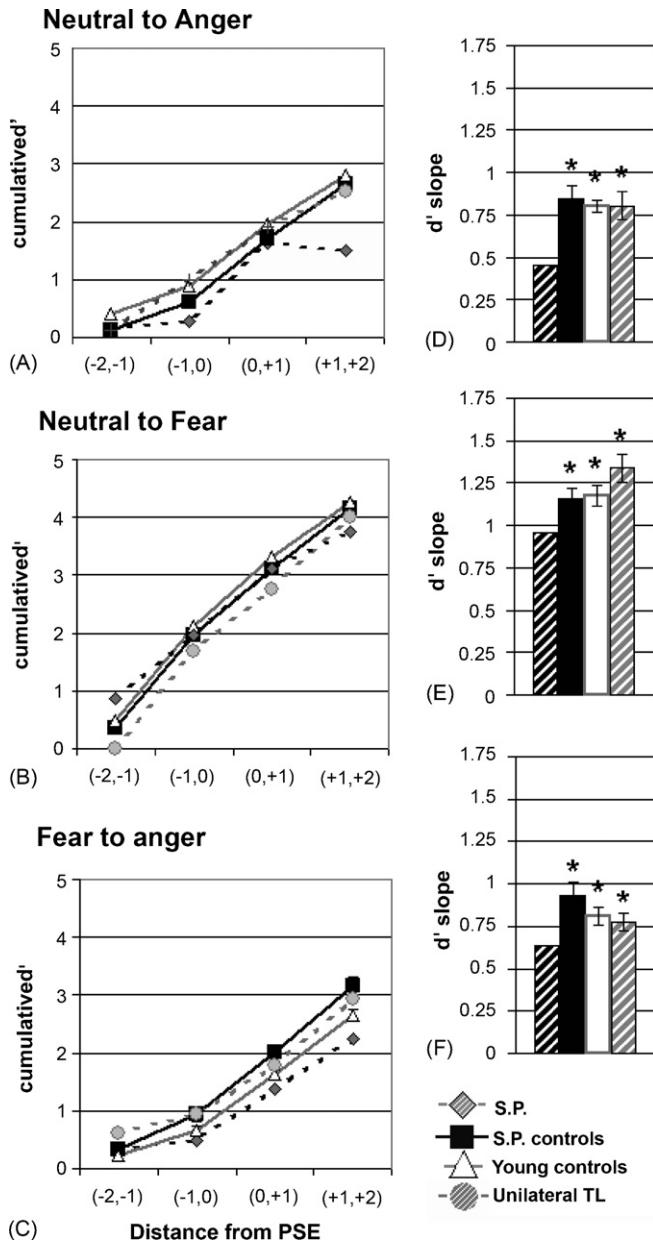 Neutral to Anger
5
4
3
2
1
0
cumulatived'
(-2,-1) (-1,0) (0,+1) (+1,+2)
(A)
1.75
1.5
1.25
1
0.75
0.5
0.25
0
d' slope
* * *
(D)
Neutral to Fear
5
4
3
2
1
0
cumulatived'
(-2,-1) (-1,0) (0,+1) (+1,+2)
(B)
1.75
1.5
1.25
1
0.75
0.5
0.25
0
d' slope
* * *
(E)
Fear to anger
5
4
3
2
1
0
cumulatived'
(-2,-1) (-1,0) (0,+1) (+1,+2)
(C) Distance from PSE
1.75
1.5
1.25
1
0.75
0.5
0.25
0
d' slope
* * *
(F)
S.P.
S.P. controls
Young controls
Unilateral TL